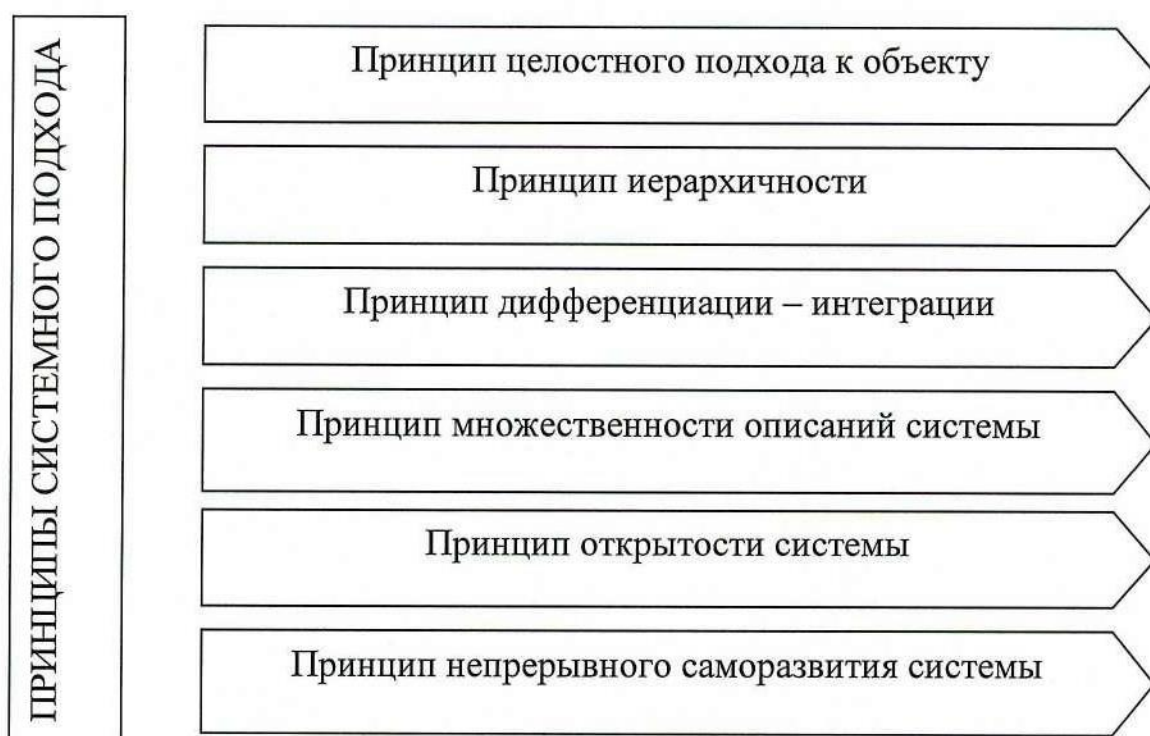 ПРИНЦИПЫ СИСТЕМНОГО ПОДХОДА
Принцип целостного подхода к объекту
Принцип иерархичности
Принцип дифференциации – интеграции
Принцип множественности описаний системы
Принцип открытости системы
Принцип непрерывного саморазвития системы